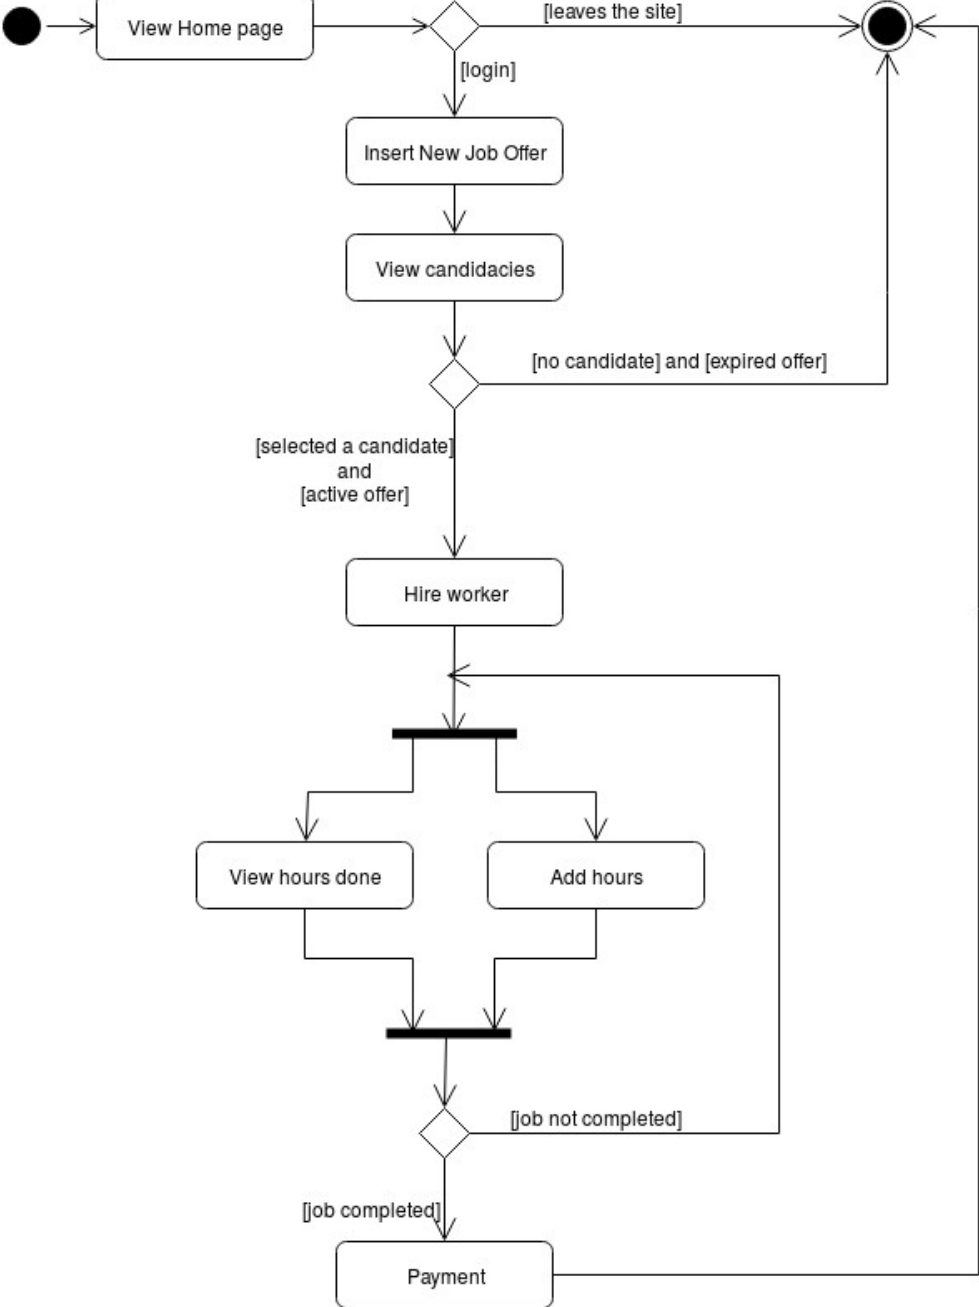 View Home page
[leaves the site]
[login]
Insert New Job Offer
View candidacies
[no candidate] and [expired offer]
[selected a candidate]
and
[active offer]
Hire worker
View hours done
Add hours
[job not completed]
[job completed]
Payment